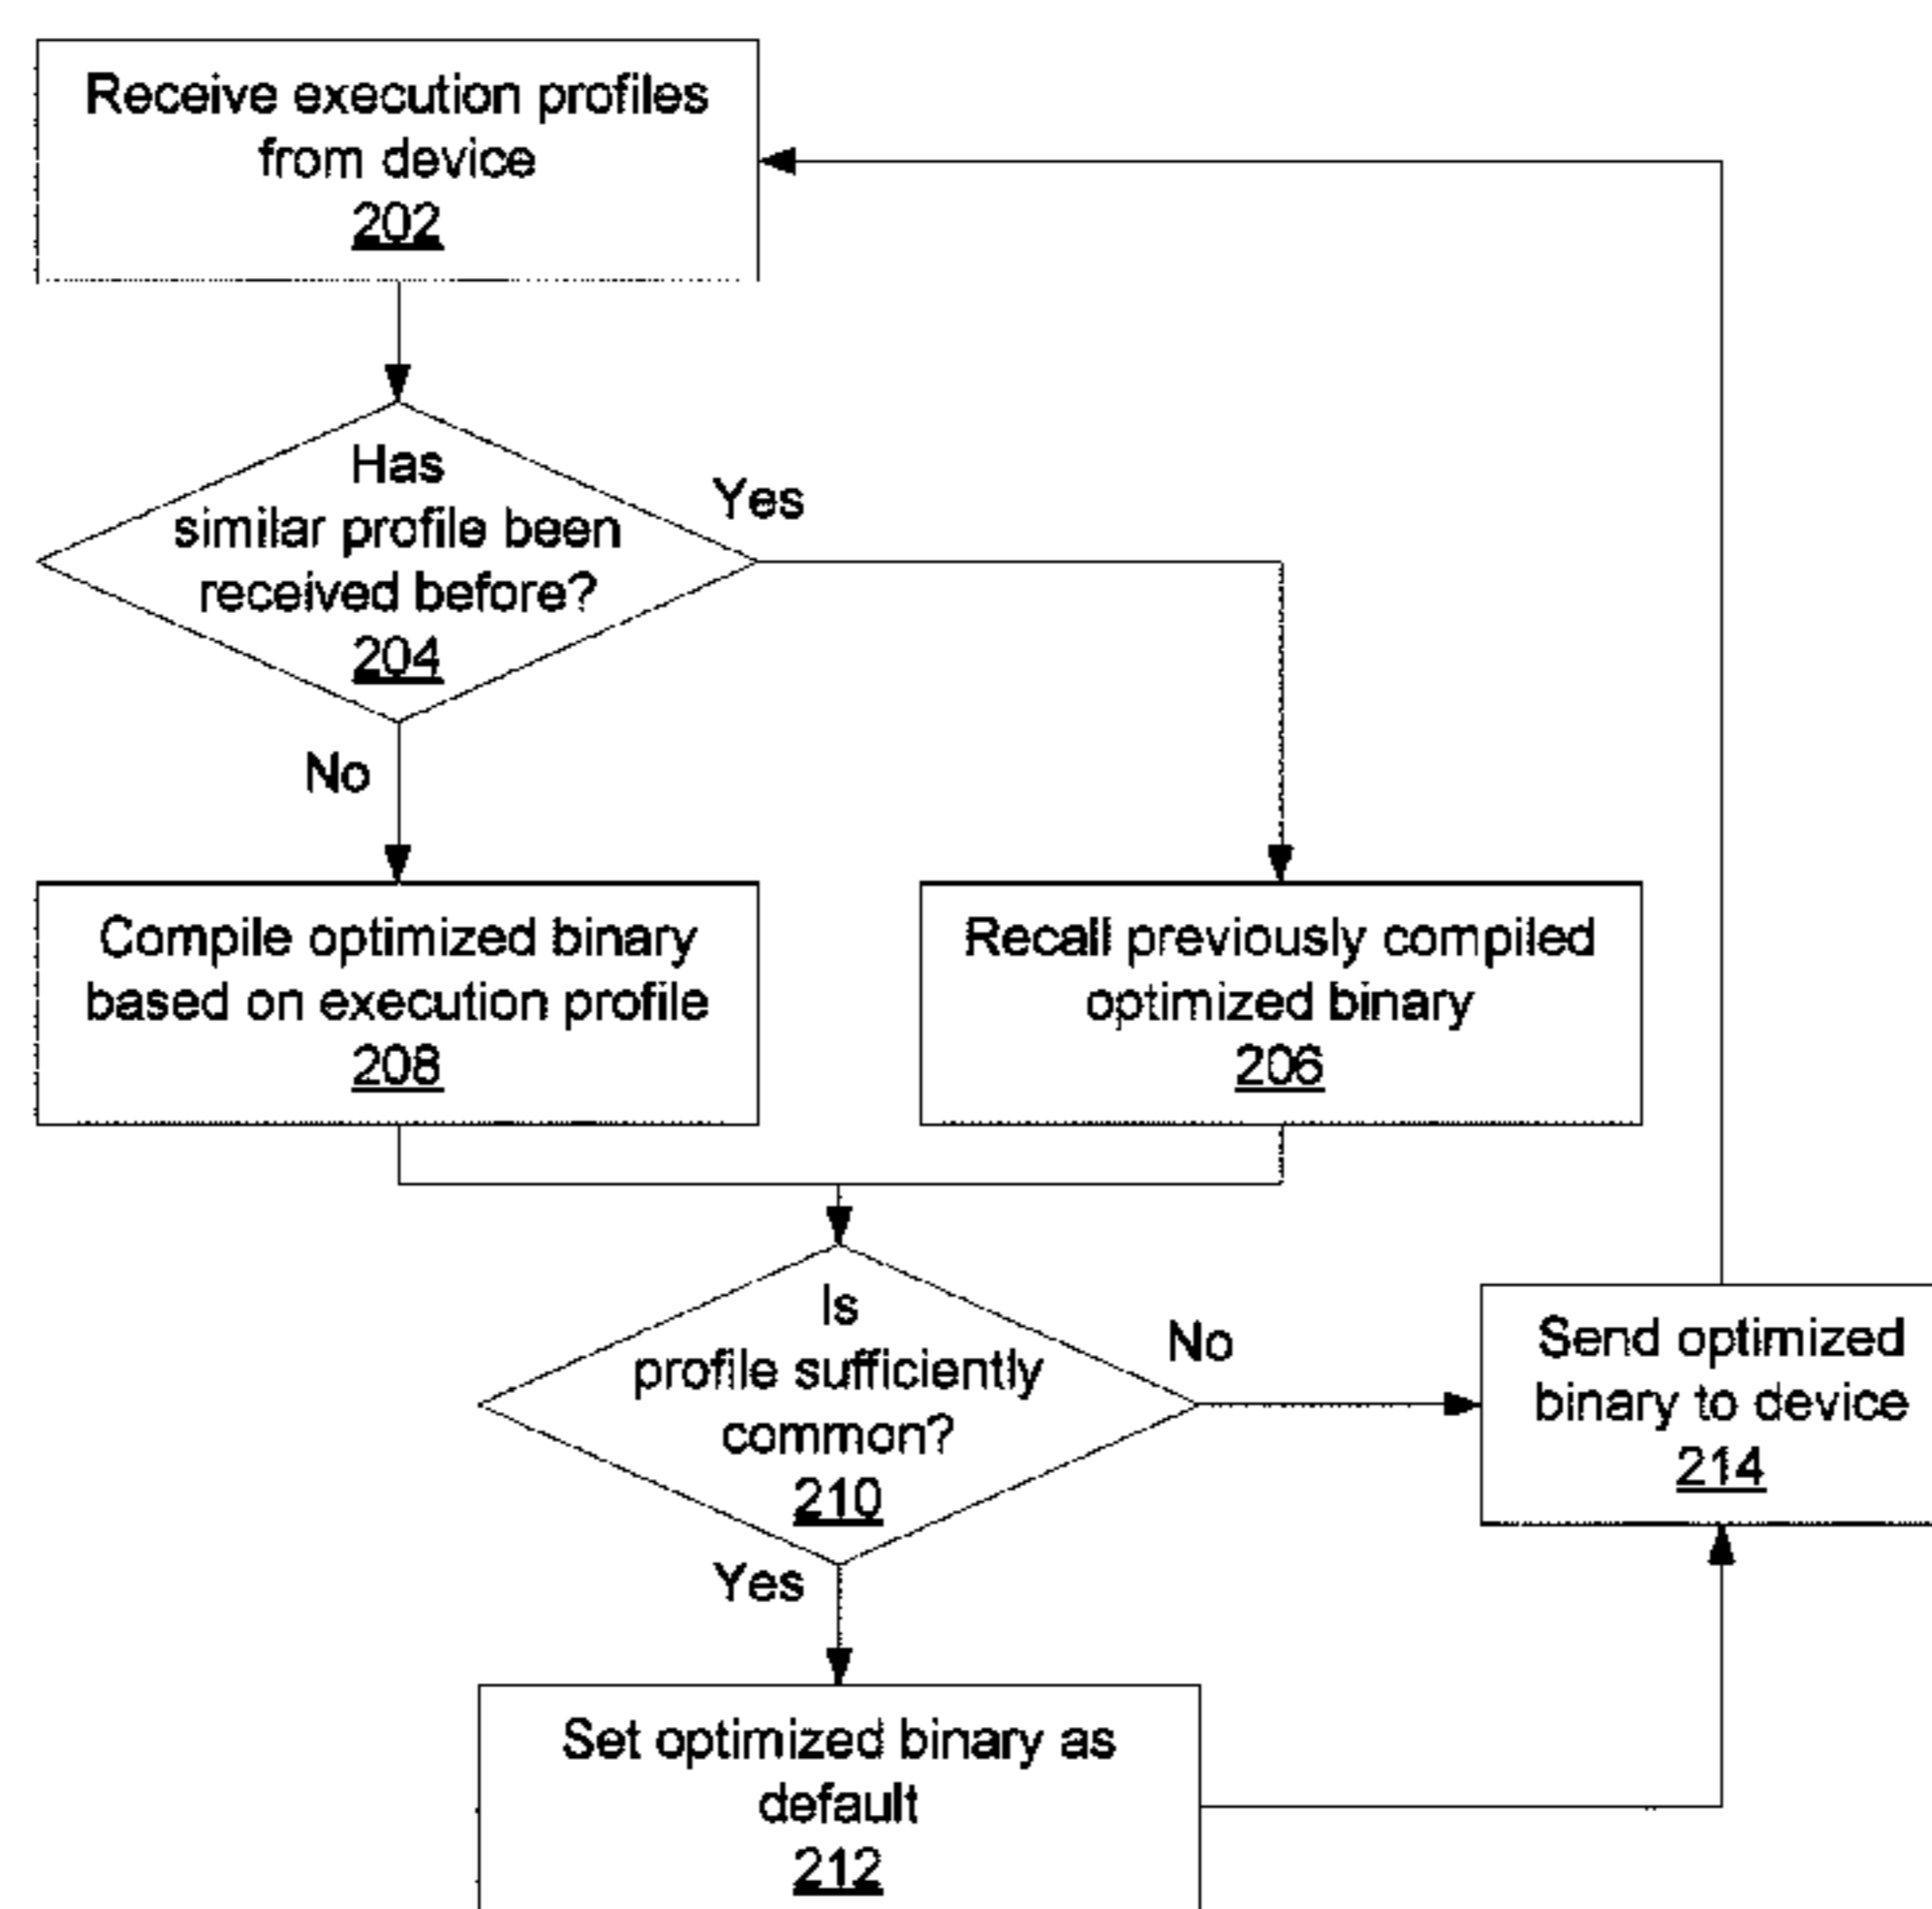 Receive execution profiles
from device
202
Has
similar profile been
received before?
204
Yes
No
Compile optimized binary
based on execution profile
208
Recall previously compiled
optimized binary
206
Is
profile sufficiently
common?
210
No
Send optimized
binary to device
214
Yes
Set optimized binary as
default
212